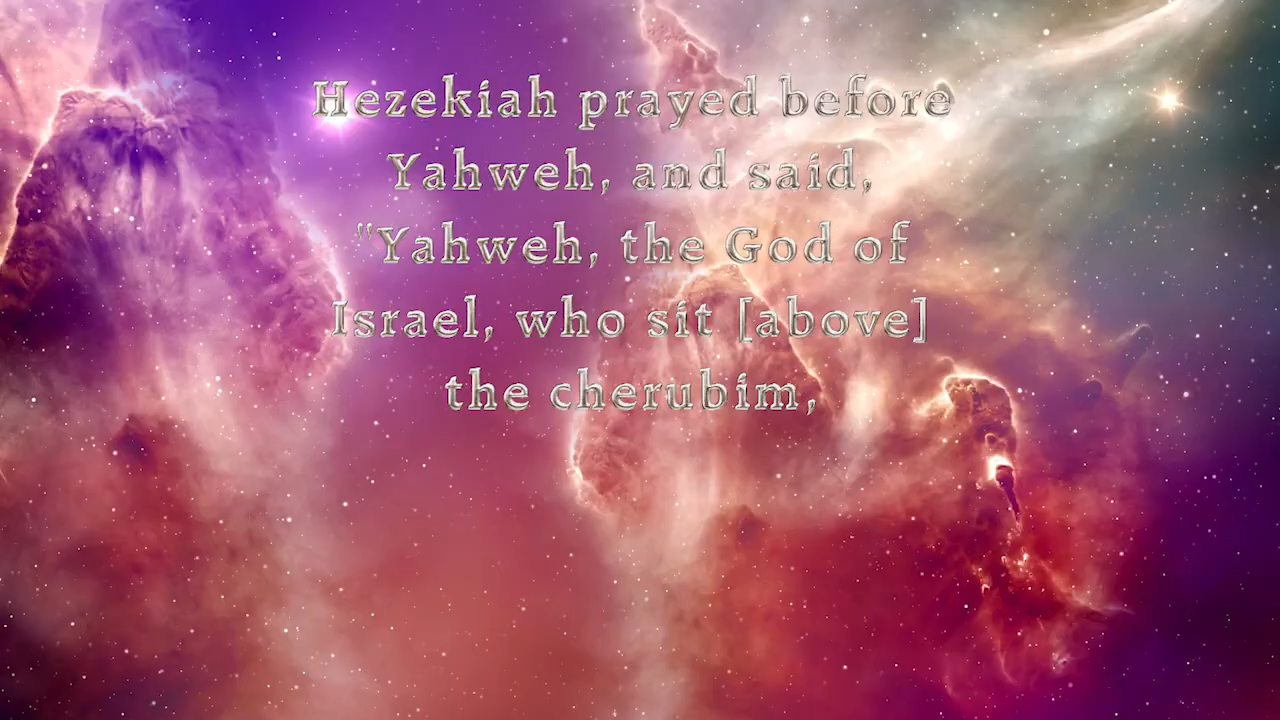 Hezekiah prayed before
Yahweh, and said,
"Yahweh, the God of
Israel, who sit [above]
the cherubim,